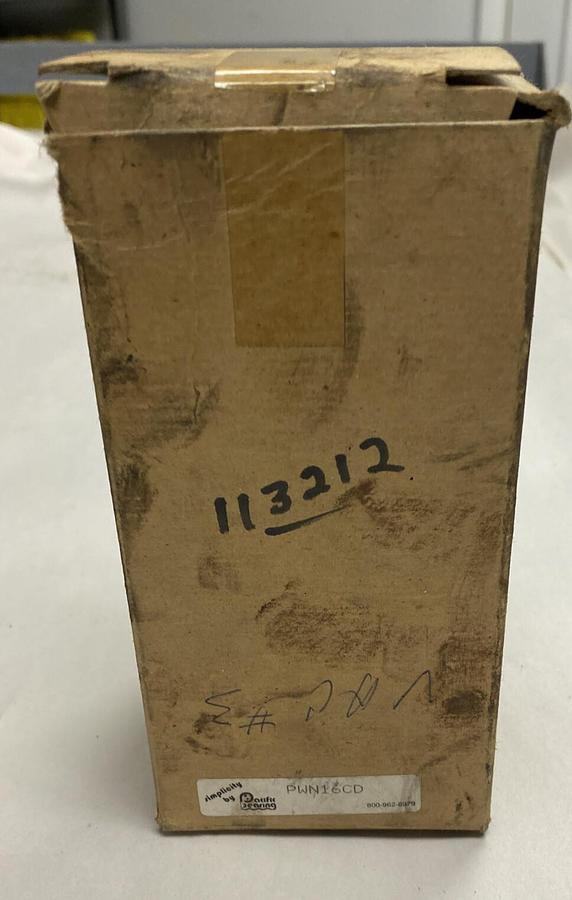 113212
simplicity
by Pacific Bearing
PWN16CD
800-962-8979